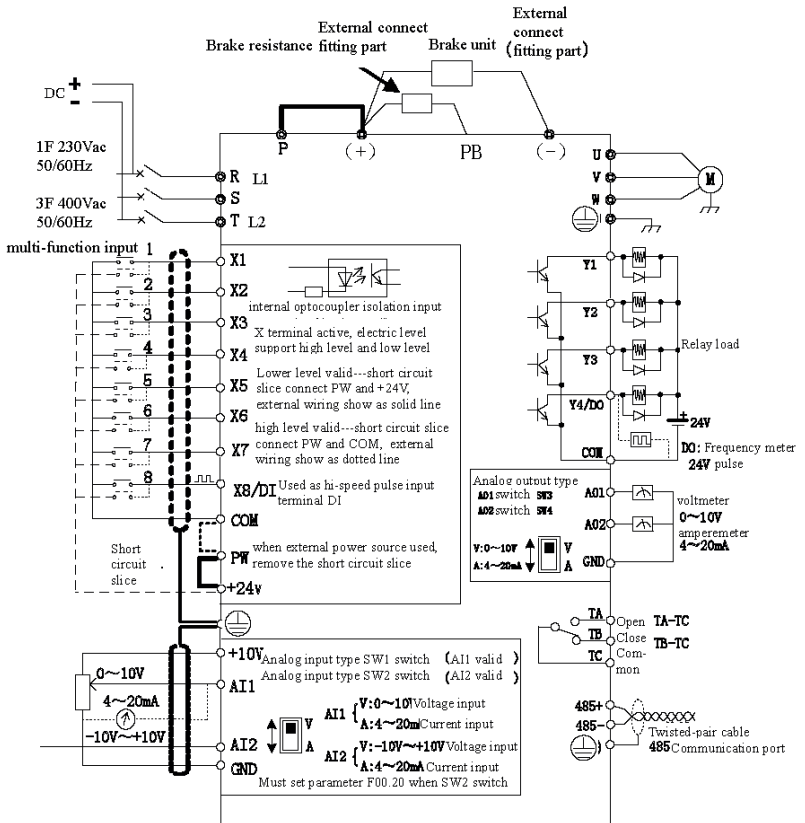 External connect
fitting part
Brake resistance
Brake unit
External
connect
(fitting part)
DC
+
-
P
(+)
PB
(-)
1F 230Vac
50/60Hz
3F 400Vac
50/60Hz
R L1
S
T L2
U
V
W
M
multi-function input
1
2
3
4
5
6
7
8
X1
X2
X3
X4
X5
X6
X7
X8/DI
COM
PW
+24v
internal optocoupler isolation input
X terminal active, electric level
support high level and low level
Lower level valid---short circuit
slice connect PW and +24V,
external wiring show as solid line
high level valid---short circuit slice
connect PW and COM, external
wiring show as dotted line
Used as hi-speed pulse input
terminal DI
when external power source used,
remove the short circuit slice
Short
circuit
slice
Y1
Y2
Y3
Y4/DO
COM
Relay load
+
24V
DO: Frequency meter
24V pulse
Analog output type
A01 switch SW3
A02 switch SW4
V:0～10V
A:4～20mA
V
A
A01
A02
GND
voltmeter
0～10V
amperemeter
4～20mA
TA
TB
TC
Open TA-TC
Close TB-TC
Com-
mon
+10V
AI1
AI2
GND
0～10V
4～20mA
-10V～+10V
Analog input type SW1 switch (AI1 valid )
Analog input type SW2 switch (AI2 valid )
V
A
AI1
V:0～10V Voltage input
A:4～20m Current input
AI2
V:-10V～+10V Voltage input
A:4～20mA Current input
Must set parameter F00.20 when SW2 switch
485+
485-
Twisted-pair cable
485 Communication port